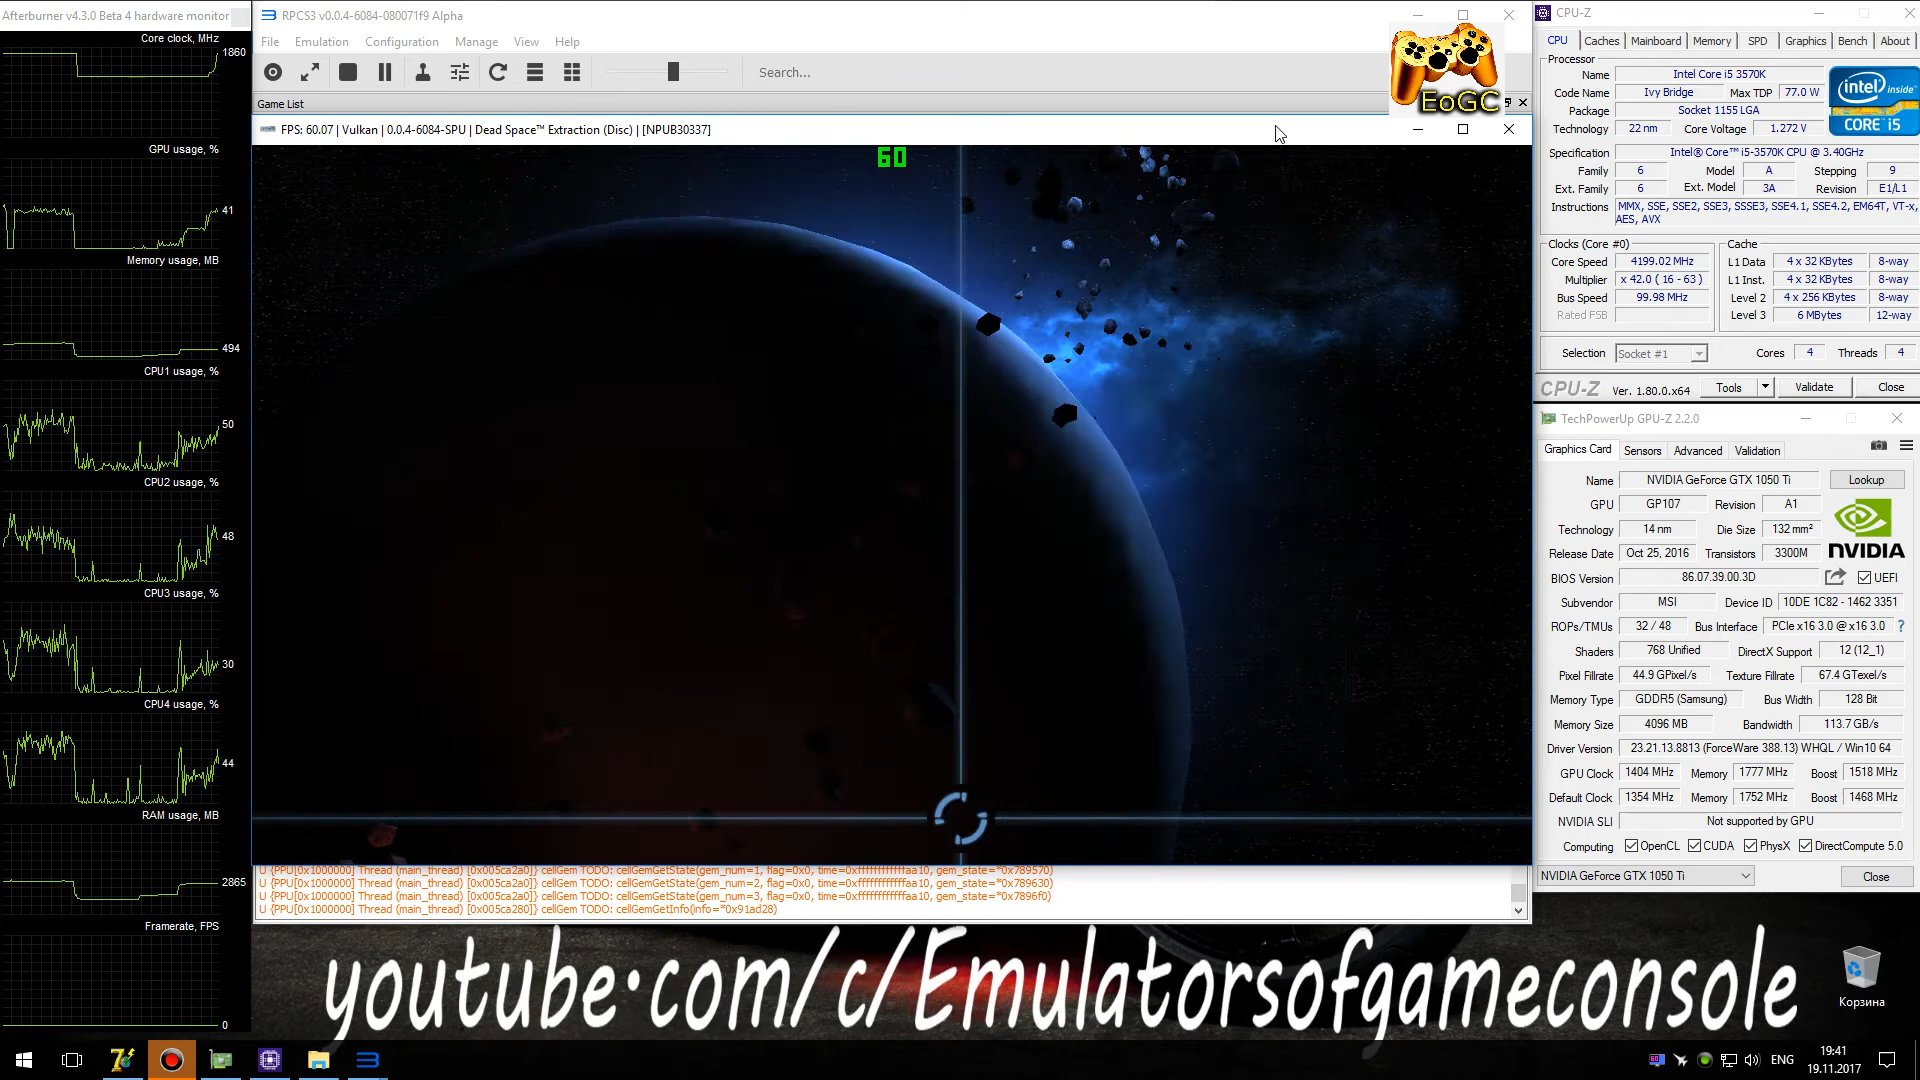 Afterburner v4.3.0 Beta 4 hardware monitor
Core clock, MHz
1860
GPU usage, %
41
Memory usage, MB
494
CPU1 usage, %
50
CPU2 usage, %
48
CPU3 usage, %
30
CPU4 usage, %
44
RAM usage, MB
2865
Framerate, FPS
0
RPCS3 v0.0.4-6084-080071f9 Alpha
File Emulation Configuration Manage View Help
Search...
EoGC
Game List
FPS: 60.07 | Vulkan | 0.0.4-6084-SPU | Dead Space™ Extraction (Disc) | [NPUB30337]
60
U {PPU[0x1000000] Thread (main_thread) [0x005ca2a0]} cellGem TODO: cellGemGetState(gem_num=1, flag=0x0, time=0xffffffffffffaa10, gem_state=*0x789570)
U {PPU[0x1000000] Thread (main_thread) [0x005ca2a0]} cellGem TODO: cellGemGetState(gem_num=2, flag=0x0, time=0xffffffffffffaa10, gem_state=*0x789630)
U {PPU[0x1000000] Thread (main_thread) [0x005ca2a0]} cellGem TODO: cellGemGetState(gem_num=3, flag=0x0, time=0xffffffffffffaa10, gem_state=*0x7896f0)
U {PPU[0x1000000] Thread (main_thread) [0x005ca280]} cellGem TODO: cellGemGetInfo(info=*0x91ad28)
CPU-Z
CPU Caches Mainboard Memory SPD Graphics Bench About
Processor
Name Intel Core i5 3570K
Code Name Ivy Bridge Max TDP 77.0 W
Package Socket 1155 LGA
Technology 22 nm Core Voltage 1.272 V
intel inside™
CORE i5
Specification Intel® Core™ i5-3570K CPU @ 3.40GHz
Family 6 Model A Stepping 9
Ext. Family 6 Ext. Model 3A Revision E1/L1
Instructions MMX, SSE, SSE2, SSE3, SSSE3, SSE4.1, SSE4.2, EM64T, VT-x,
AES, AVX
Clocks (Core #0)
Core Speed 4199.02 MHz
Multiplier x 42.0 ( 16 - 63 )
Bus Speed 99.98 MHz
Rated FSB
Cache
L1 Data 4 x 32 KBytes 8-way
L1 Inst. 4 x 32 KBytes 8-way
Level 2 4 x 256 KBytes 8-way
Level 3 6 MBytes 12-way
Selection Socket #1 Cores 4 Threads 4
CPU-Z Ver. 1.80.0.x64 Tools Validate Close
TechPowerUp GPU-Z 2.2.0
Graphics Card Sensors Advanced Validation
Name NVIDIA GeForce GTX 1050 Ti Lookup
GPU GP107 Revision A1
Technology 14 nm Die Size 132 mm²
Release Date Oct 25, 2016 Transistors 3300M
NVIDIA
BIOS Version 86.07.39.00.3D UEFI
Subvendor MSI Device ID 10DE 1C82 - 1462 3351
ROPs/TMUs 32 / 48 Bus Interface PCIe x16 3.0 @ x16 3.0 ?
Shaders 768 Unified DirectX Support 12 (12_1)
Pixel Fillrate 44.9 GPixel/s Texture Fillrate 67.4 GTexel/s
Memory Type GDDR5 (Samsung) Bus Width 128 Bit
Memory Size 4096 MB Bandwidth 113.7 GB/s
Driver Version 23.21.13.8813 (ForceWare 388.13) WHQL / Win10 64
GPU Clock 1404 MHz Memory 1777 MHz Boost 1518 MHz
Default Clock 1354 MHz Memory 1752 MHz Boost 1468 MHz
NVIDIA SLI Not supported by GPU
Computing OpenCL CUDA PhysX DirectCompute 5.0
NVIDIA GeForce GTX 1050 Ti Close
youtube.com/c/Emulatorsofgameconsole
Корзина
ENG
19:41
19.11.2017